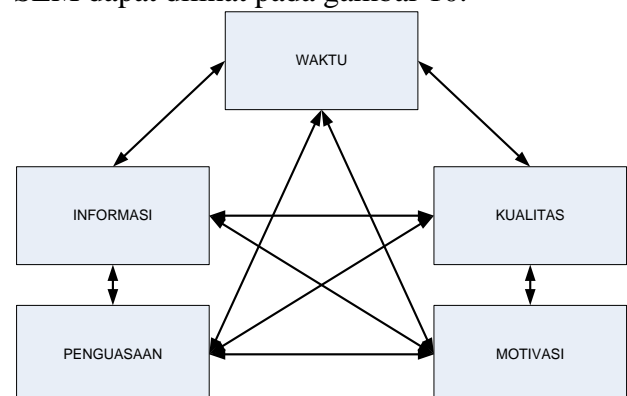 SEM dapat dilihat pada gambar 10.
WAKTU
INFORMASI
KUALITAS
PENGUASAAN
MOTIVASI